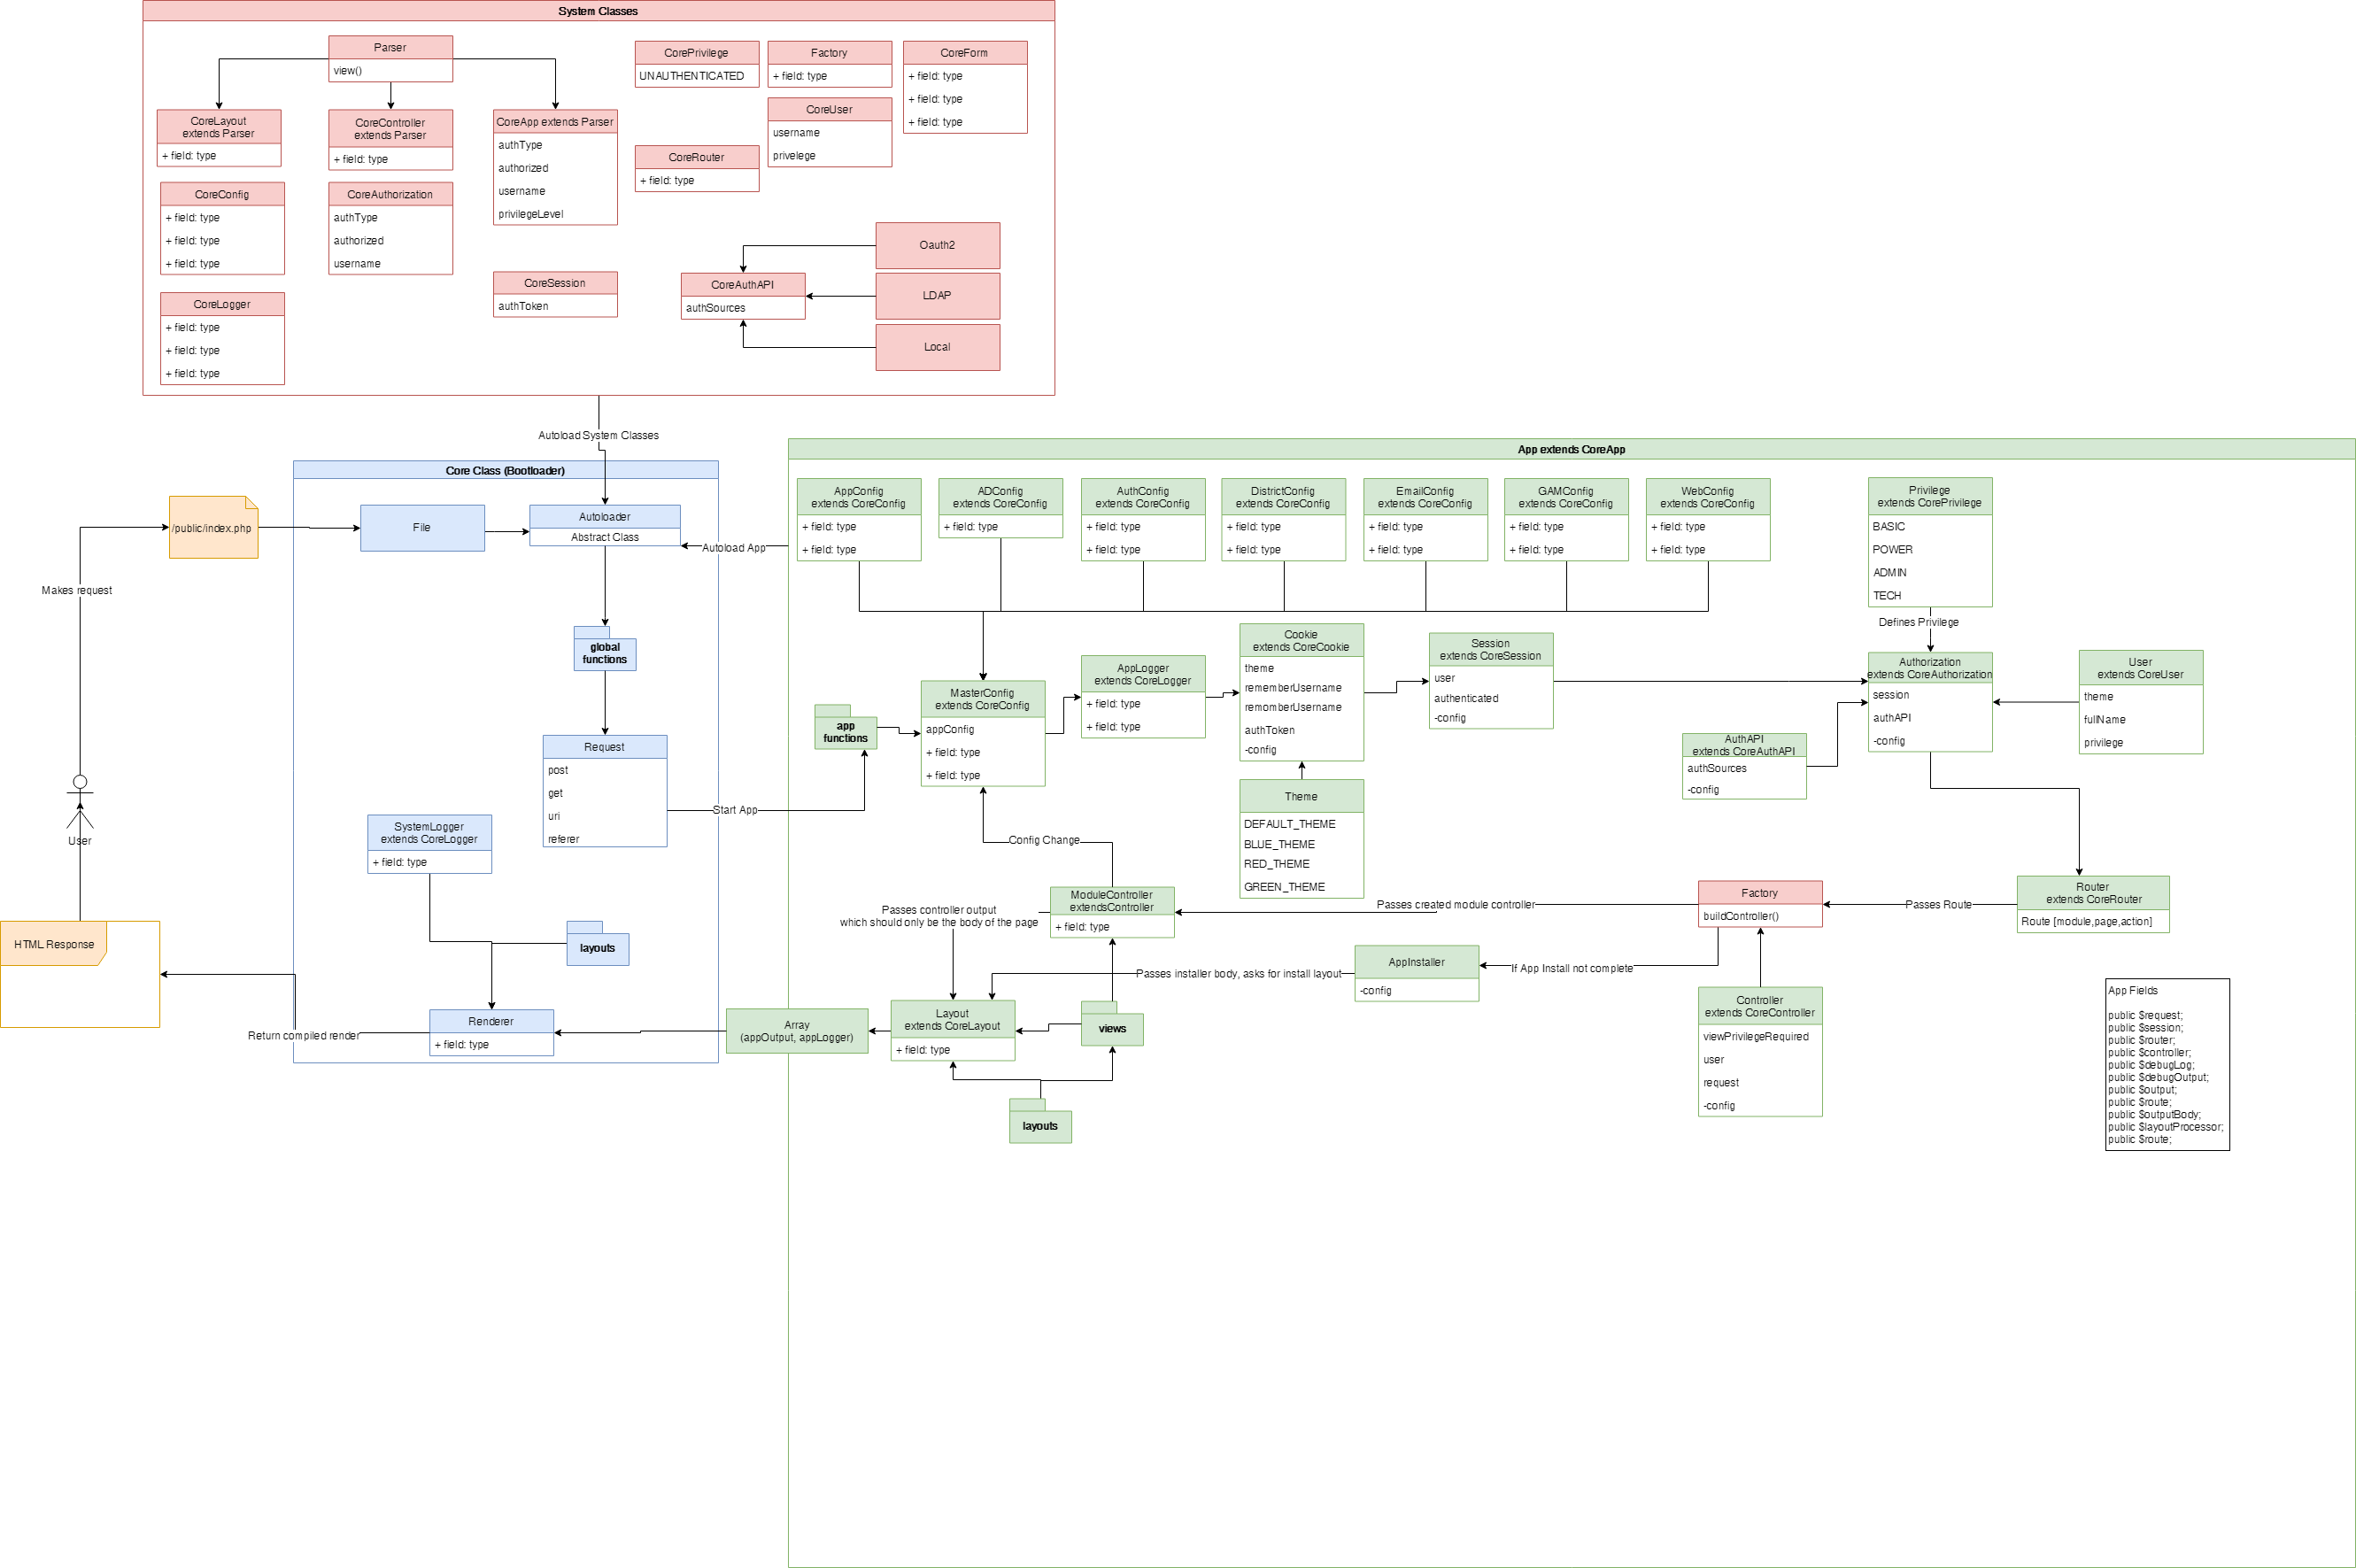 System Classes
Parser
view()
CoreLayout
extends Parser
+ field: type
CoreController
extends Parser
+ field: type
CoreApp extends Parser
authType
authorized
username
privilegeLevel
CorePrivilege
UNAUTHENTICATED
Factory
+ field: type
CoreForm
+ field: type
+ field: type
+ field: type
CoreUser
username
privelege
CoreRouter
+ field: type
CoreConfig
+ field: type
+ field: type
+ field: type
CoreAuthorization
authType
authorized
username
CoreLogger
+ field: type
+ field: type
+ field: type
CoreSession
authToken
CoreAuthAPI
authSources
Oauth2
LDAP
Local
Autoload System Classes
Core Class (Bootloader)
/public/index.php
File
Autoloader
Abstract Class
Autoload App
Makes request
User
global
functions
Request
post
get
uri
referer
Start App
SystemLogger
extends CoreLogger
+ field: type
layouts
Renderer
+ field: type
Return compiled render
HTML Response
App extends CoreApp
AppConfig
extends CoreConfig
+ field: type
+ field: type
ADConfig
extends CoreConfig
+ field: type
AuthConfig
extends CoreConfig
+ field: type
+ field: type
DistrictConfig
extends CoreConfig
+ field: type
+ field: type
EmailConfig
extends CoreConfig
+ field: type
+ field: type
GAMConfig
extends CoreConfig
+ field: type
+ field: type
WebConfig
extends CoreConfig
+ field: type
+ field: type
Privilege
extends CorePrivilege
BASIC
POWER
ADMIN
TECH
Defines Privilege
app
functions
MasterConfig
extends CoreConfig
appConfig
+ field: type
+ field: type
AppLogger
extends CoreLogger
+ field: type
+ field: type
Cookie
extends CoreCookie
theme
rememberUsername
rememberUsername
authToken
-config
Session
extends CoreSession
user
authenticated
-config
Authorization
extends CoreAuthorization
session
authAPI
-config
User
extends CoreUser
theme
fullName
privilege
AuthAPI
extends CoreAuthAPI
authSources
-config
Theme
DEFAULT_THEME
BLUE_THEME
RED_THEME
GREEN_THEME
Config Change
ModuleController
extendsController
+ field: type
Passes controller output
which should only be the body of the page
Passes created module controller
Factory
buildController()
Passes Route
Router
extends CoreRouter
Route [module,page,action]
AppInstaller
-config
If App Install not complete
Passes installer body, asks for install layout
Controller
extends CoreController
viewPrivilegeRequired
user
request
-config
Array
(appOutput, appLogger)
Layout
extends CoreLayout
+ field: type
views
layouts
App Fields
public $request;
public $session;
public $router;
public $controller;
public $debugLog;
public $debugOutput;
public $output;
public $route;
public $outputBody;
public $layoutProcessor;
public $route;